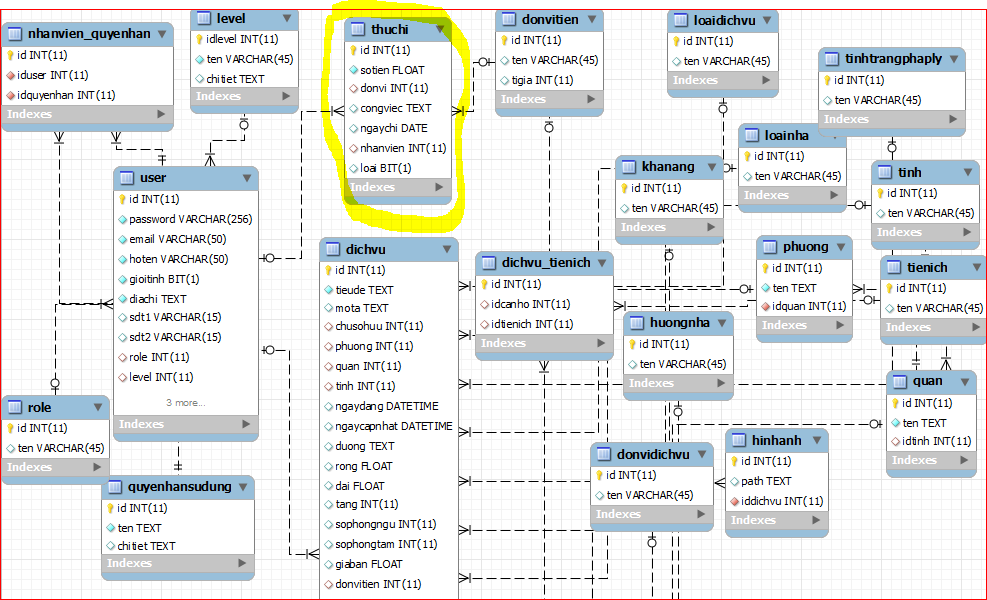 nhanvien_quyenhan
id INT(11)
iduser INT(11)
idquyenhan INT(11)
Indexes
level
idlevel INT(11)
ten VARCHAR(45)
chitiet TEXT
Indexes
thuchi
id INT(11)
sotien FLOAT
donvi INT(11)
congviec TEXT
ngaychi DATE
nhanvien INT(11)
loai BIT(1)
Indexes
donvitien
id INT(11)
ten VARCHAR(45)
tigia INT(11)
Indexes
loaidichvu
id INT(11)
ten VARCHAR(45)
Indexes
tinhtrangphaply
id INT(11)
ten VARCHAR(45)
Indexes
loainha
id INT(11)
ten VARCHAR(45)
Indexes
khanang
id INT(11)
ten VARCHAR(45)
Indexes
tinh
id INT(11)
ten VARCHAR(45)
Indexes
user
id INT(11)
password VARCHAR(256)
email VARCHAR(50)
hoten VARCHAR(50)
gioitinh BIT(1)
diachi TEXT
sdt1 VARCHAR(15)
sdt2 VARCHAR(15)
role INT(11)
level INT(11)
3 more...
Indexes
dichvu
id INT(11)
tieude TEXT
mota TEXT
chusohuu INT(11)
phuong INT(11)
quan INT(11)
tinh INT(11)
ngaydang DATETIME
ngaycapnhat DATETIME
duong TEXT
rong FLOAT
dai FLOAT
tang INT(11)
sophongngu INT(11)
sophongtam INT(11)
giaban FLOAT
donvitien INT(11)
dichvu_tienich
id INT(11)
idcanho INT(11)
idtienich INT(11)
Indexes
phuong
id INT(11)
ten TEXT
idquan INT(11)
Indexes
tienich
id INT(11)
ten VARCHAR(45)
Indexes
huongnha
id INT(11)
ten VARCHAR(45)
Indexes
quan
id INT(11)
ten TEXT
idtinh INT(11)
Indexes
role
id INT(11)
ten VARCHAR(45)
Indexes
donvidichvu
id INT(11)
ten VARCHAR(45)
Indexes
hinhanh
id INT(11)
path TEXT
iddichvu INT(11)
Indexes
quyenhansudung
id INT(11)
ten TEXT
chitiet TEXT
Indexes